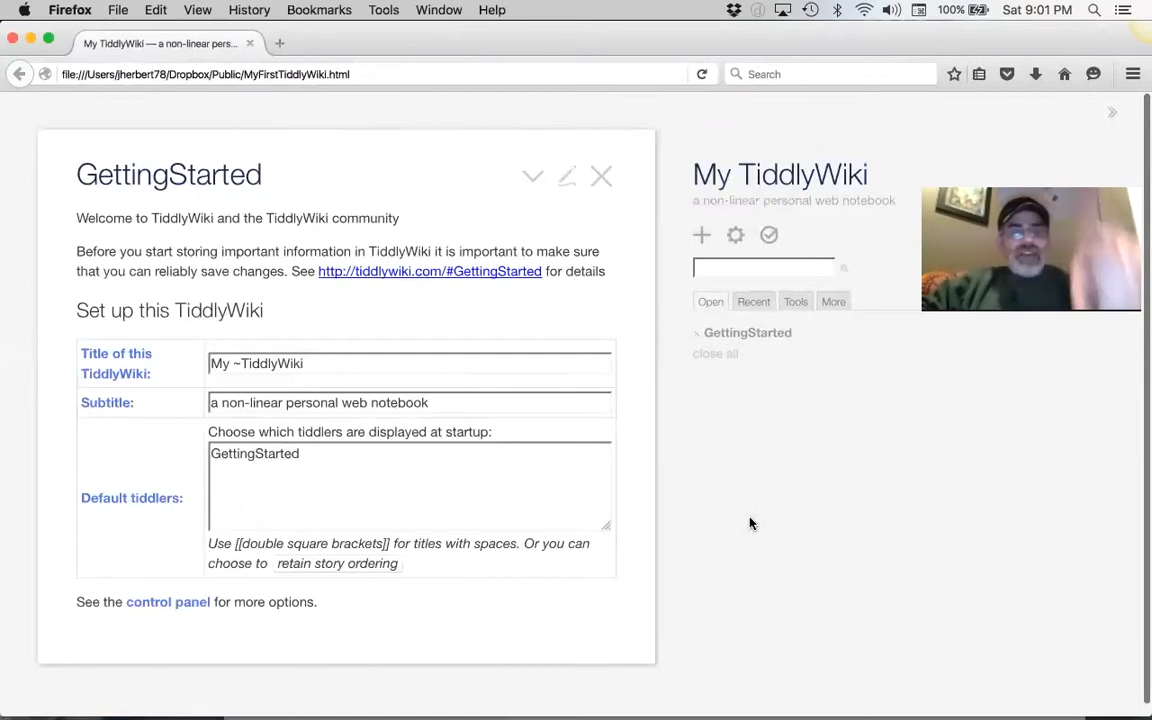 Firefox File Edit View History Bookmarks Tools Window Help 100% Sat 9:01 PM
My TiddlyWiki — a non-linear pers...
file:///Users/jherbert78/Dropbox/Public/MyFirstTiddlyWiki.html
Search
GettingStarted
Welcome to TiddlyWiki and the TiddlyWiki community
Before you start storing important information in TiddlyWiki it is important to make sure
that you can reliably save changes. See http://tiddlywiki.com/#GettingStarted for details
Set up this TiddlyWiki
Title of this
TiddlyWiki:
My ~TiddlyWiki
Subtitle:
a non-linear personal web notebook
Choose which tiddlers are displayed at startup:
Default tiddlers:
GettingStarted
Use [[double square brackets]] for titles with spaces. Or you can
choose to retain story ordering
See the control panel for more options.
My TiddlyWiki
a non-linear personal web notebook
Open Recent Tools More
GettingStarted
close all